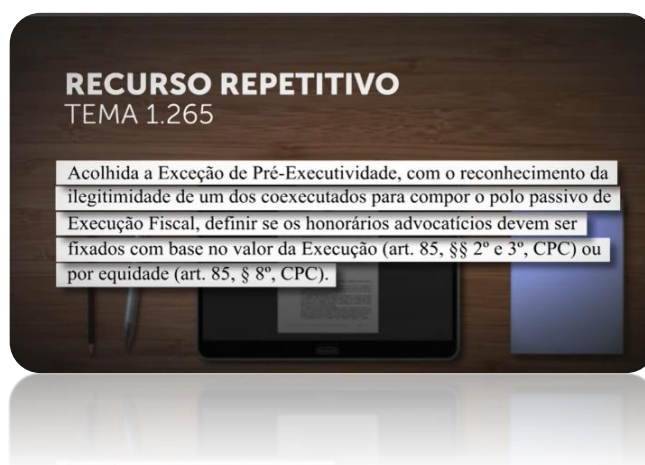 RECURSO REPETITIVO
TEMA 1.265
Acolhida a Exceção de Pré-Executividade, com o reconhecimento da
ilegitimidade de um dos coexecutados para compor o polo passivo de
Execução Fiscal, definir se os honorários advocatícios devem ser
fixados com base no valor da Execução (art. 85, §§ 2º e 3º, CPC) ou
por equidade (art. 85, § 8º, CPC).